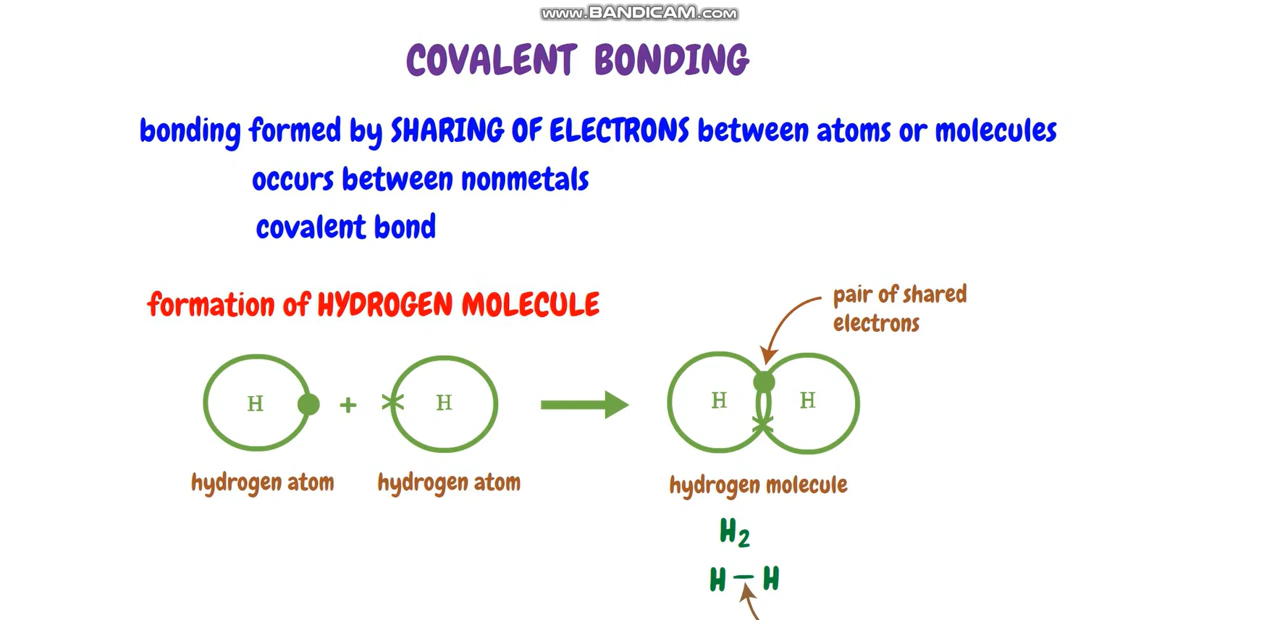 www.BANDICAM.com
COVALENT BONDING
bonding formed by SHARING OF ELECTRONS between atoms or molecules
occurs between nonmetals
covalent bond
formation of HYDROGEN MOLECULE
pair of shared
electrons
H + H H H
hydrogen atom hydrogen atom hydrogen molecule
H₂
H – H